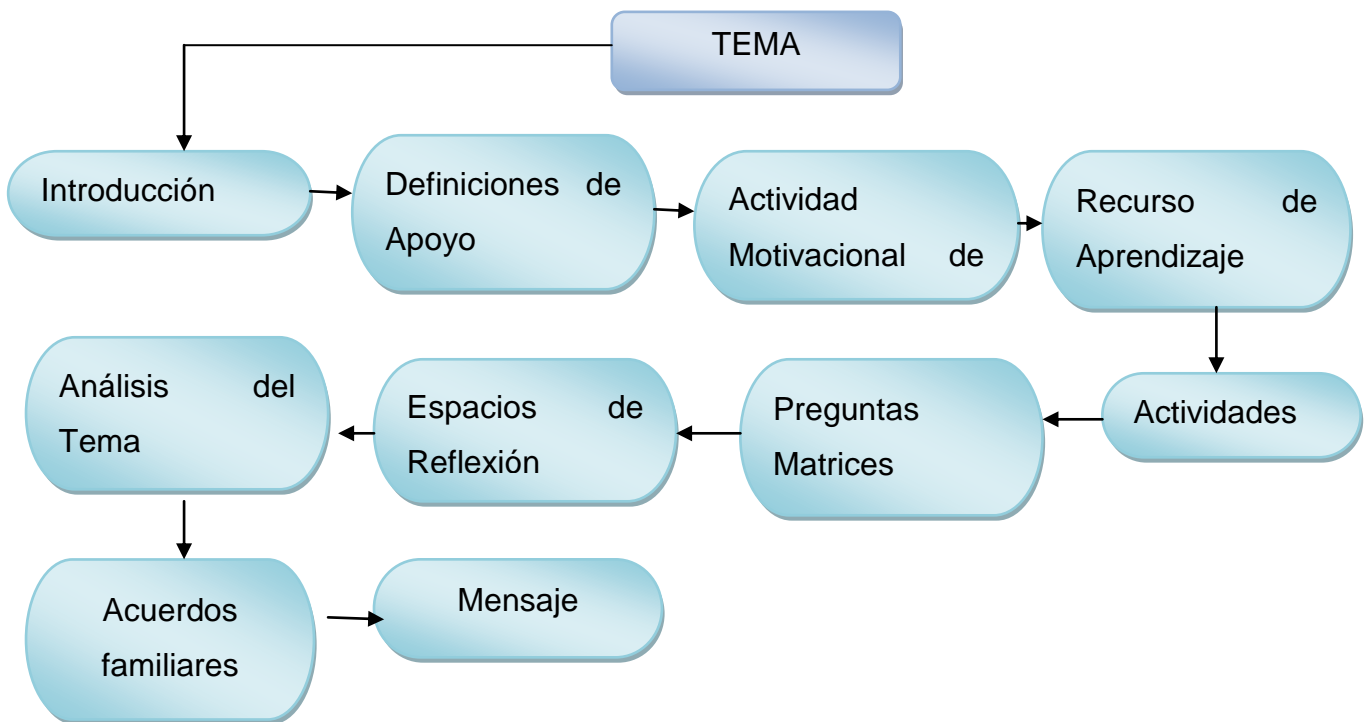 TEMA
Introducción
Definiciones de
Apoyo
Actividad
Motivacional de
Recurso de
Aprendizaje
Actividades
Preguntas
Matrices
Espacios de
Reflexión
Análisis del
Tema
Acuerdos
familiares
Mensaje